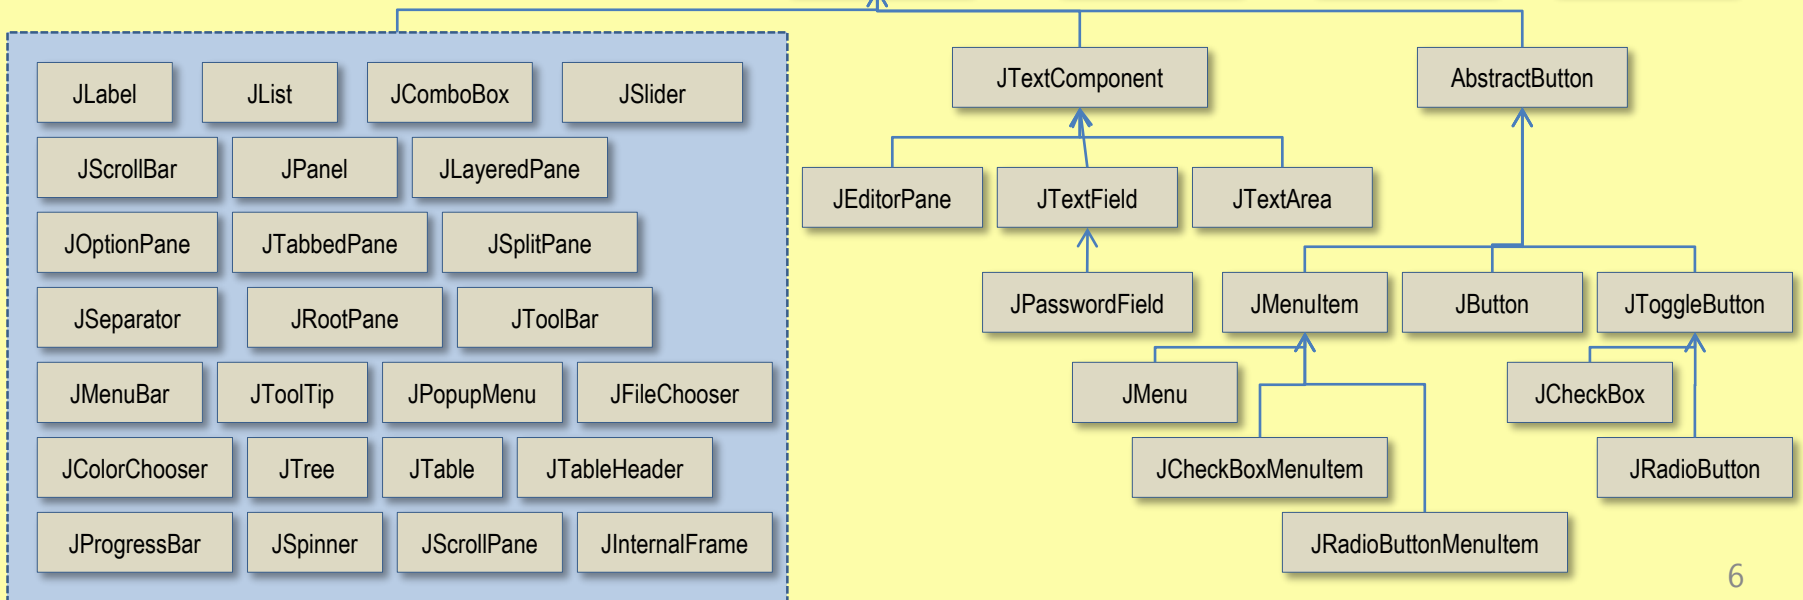 JLabel
JList
JComboBox
JSlider
JScrollBar
JPanel
JLayeredPane
JOptionPane
JTabbedPane
JSplitPane
JSeparator
JRootPane
JToolBar
JMenuBar
JToolTip
JPopupMenu
JFileChooser
JColorChooser
JTree
JTable
JTableHeader
JProgressBar
JSpinner
JScrollPane
JInternalFrame
JTextComponent
AbstractButton
JEditorPane
JTextField
JTextArea
JPasswordField
JMenuItem
JButton
JToggleButton
JMenu
JCheckBox
JCheckBoxMenuItem
JRadioButton
JRadioButtonMenuItem
6